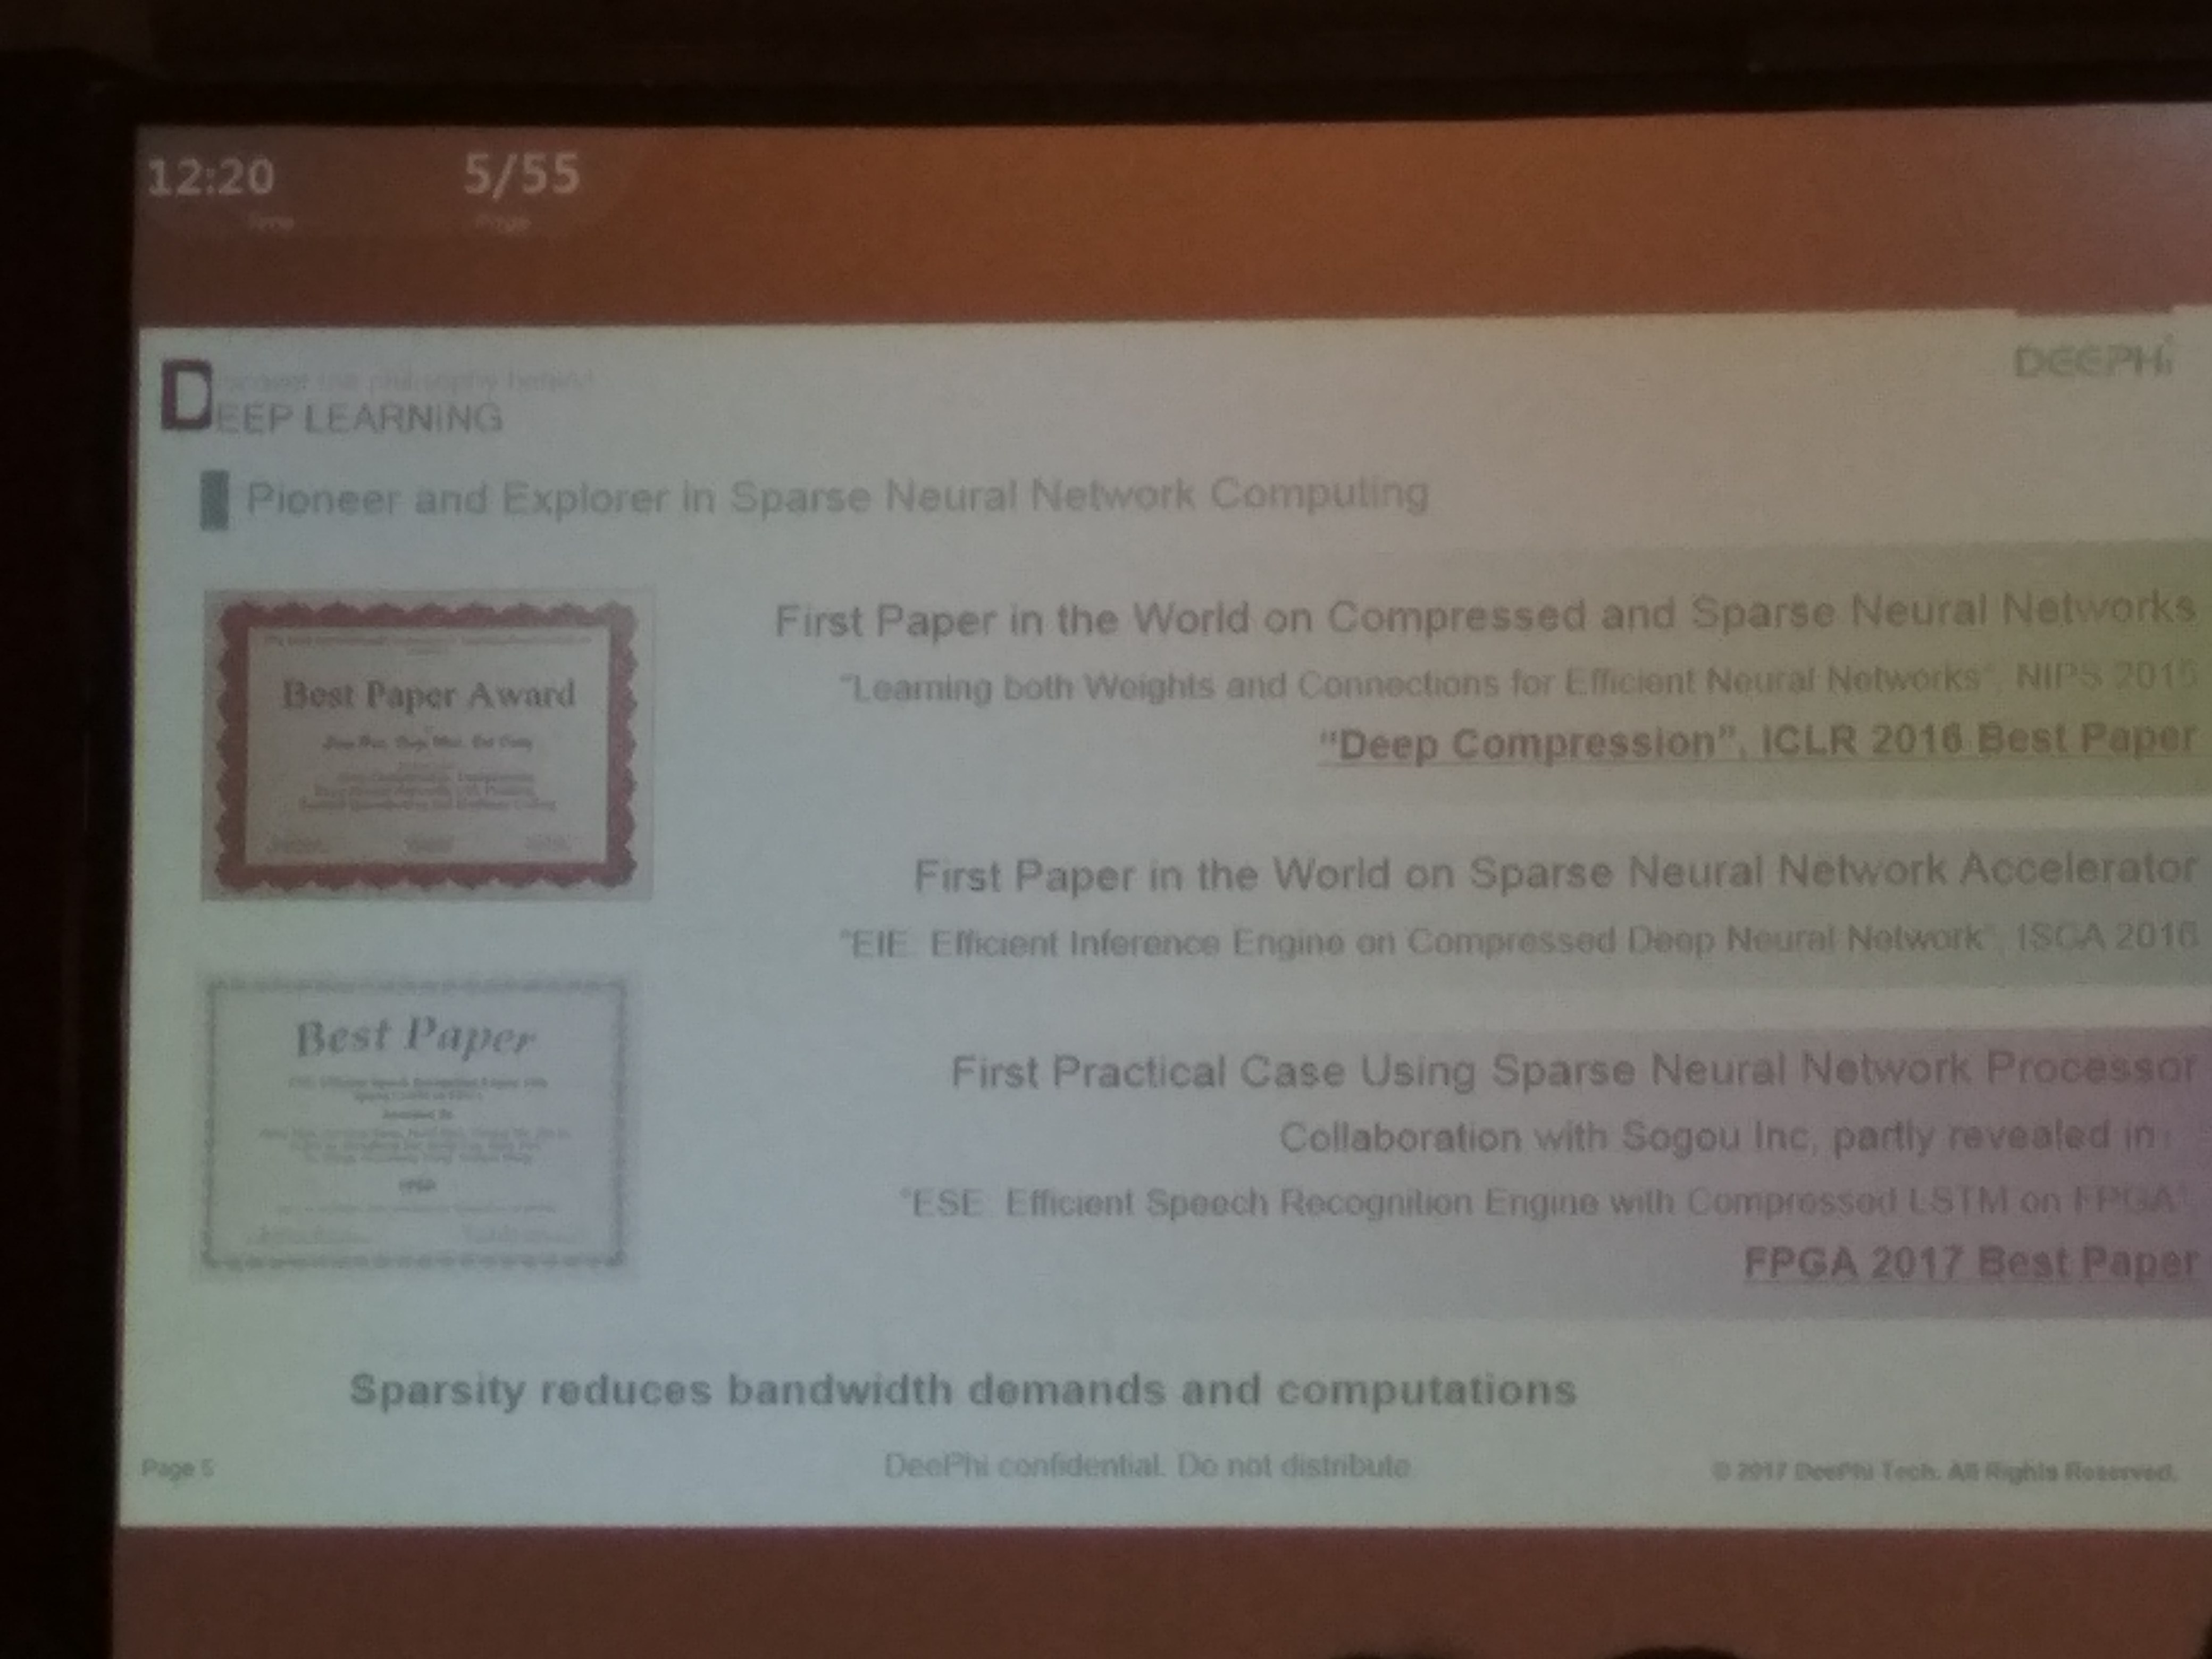 12:20
5/55
Time
Page
Discover the philosophy behind
DEEP LEARNING
DEEPHi
Pioneer and Explorer in Sparse Neural Network Computing
Best Paper Award
First Paper in the World on Compressed and Sparse Neural Networks
"Learning both Weights and Connections for Efficient Neural Networks", NIPS 2015
"Deep Compression", ICLR 2016 Best Paper
First Paper in the World on Sparse Neural Network Accelerator
"EIE: Efficient Inference Engine on Compressed Deep Neural Network", ISCA 2016
Best Paper
FPGA
First Practical Case Using Sparse Neural Network Processor
Collaboration with Sogou Inc, partly revealed in:
"ESE: Efficient Speech Recognition Engine with Compressed LSTM on FPGA"
FPGA 2017 Best Paper
Sparsity reduces bandwidth demands and computations
Page 5
DeePhi confidential. Do not distribute
© 2017 DeePhi Tech. All Rights Reserved.